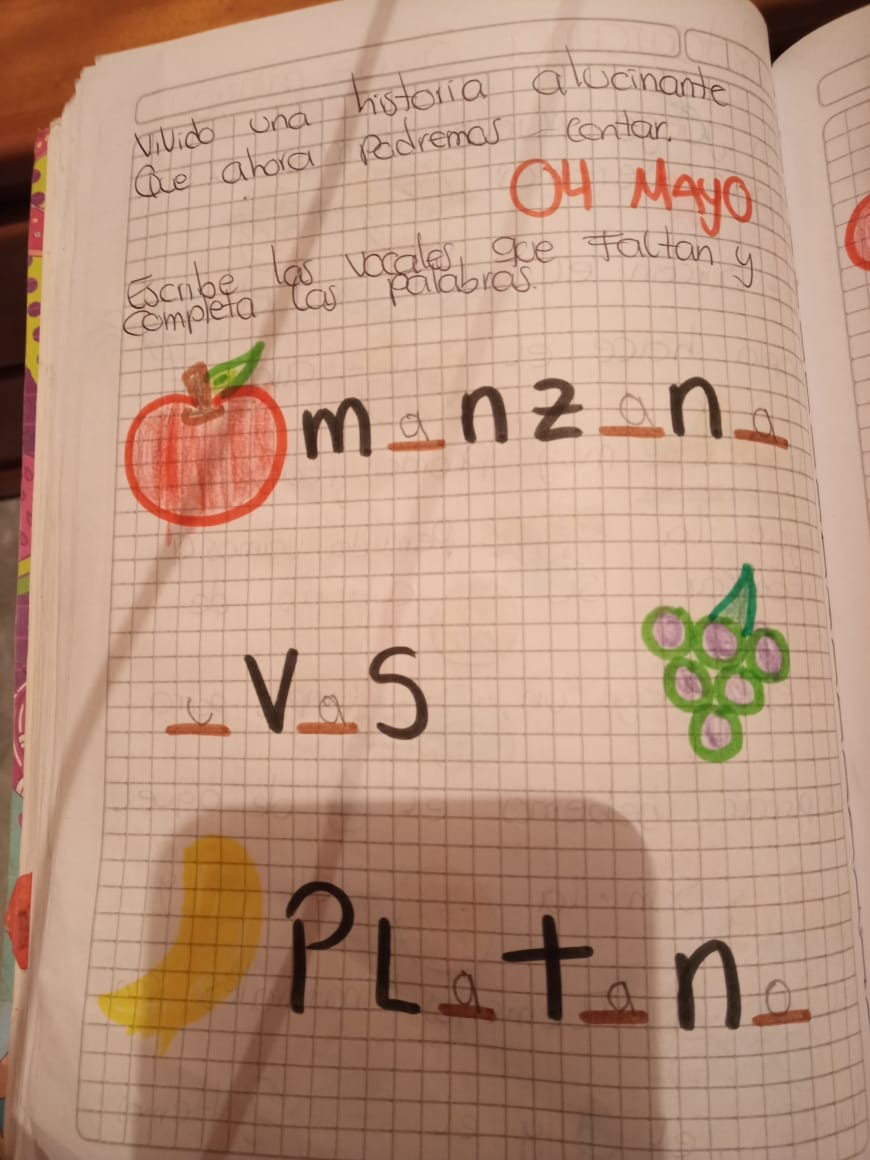 Vivido una historia alucinante
Que ahora Podremas contar.
04 Mayo
Escribe las vocales, que Faltan y
completa las palabras.
manzana
uvas
PLatano